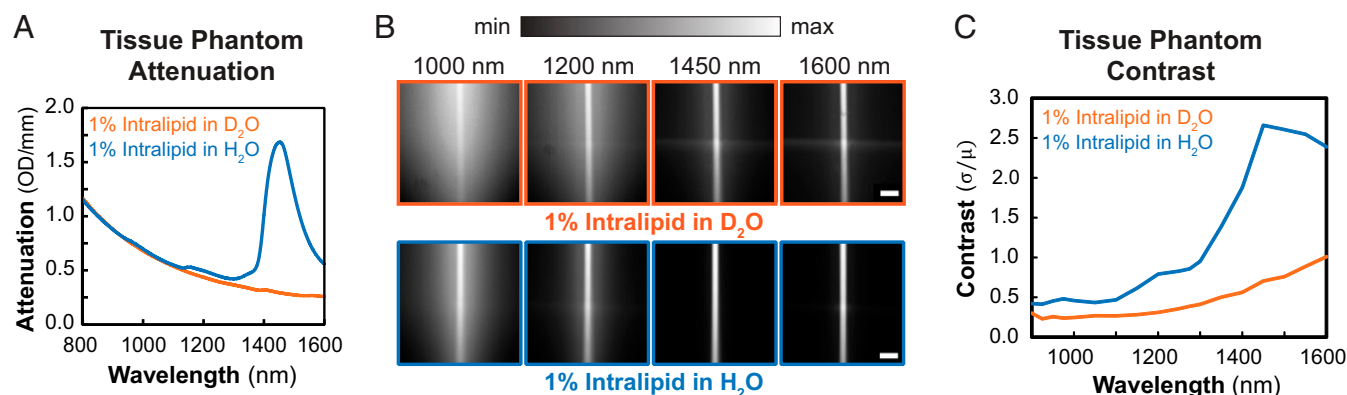 A
Tissue Phantom
Attenuation
2.0
1.5
1.0
0.5
0.0
Attenuation (OD/mm)
1% Intralipid in D₂O
1% Intralipid in H₂O
800 1000 1200 1400 1600
Wavelength (nm)
B
min max
1000 nm 1200 nm 1450 nm 1600 nm
1% Intralipid in D₂O
1% Intralipid in H₂O
C
Tissue Phantom
Contrast
3.0
2.5
2.0
1.5
1.0
0.5
0.0
Contrast (σ/μ)
1% Intralipid in D₂O
1% Intralipid in H₂O
1000 1200 1400 1600
Wavelength (nm)